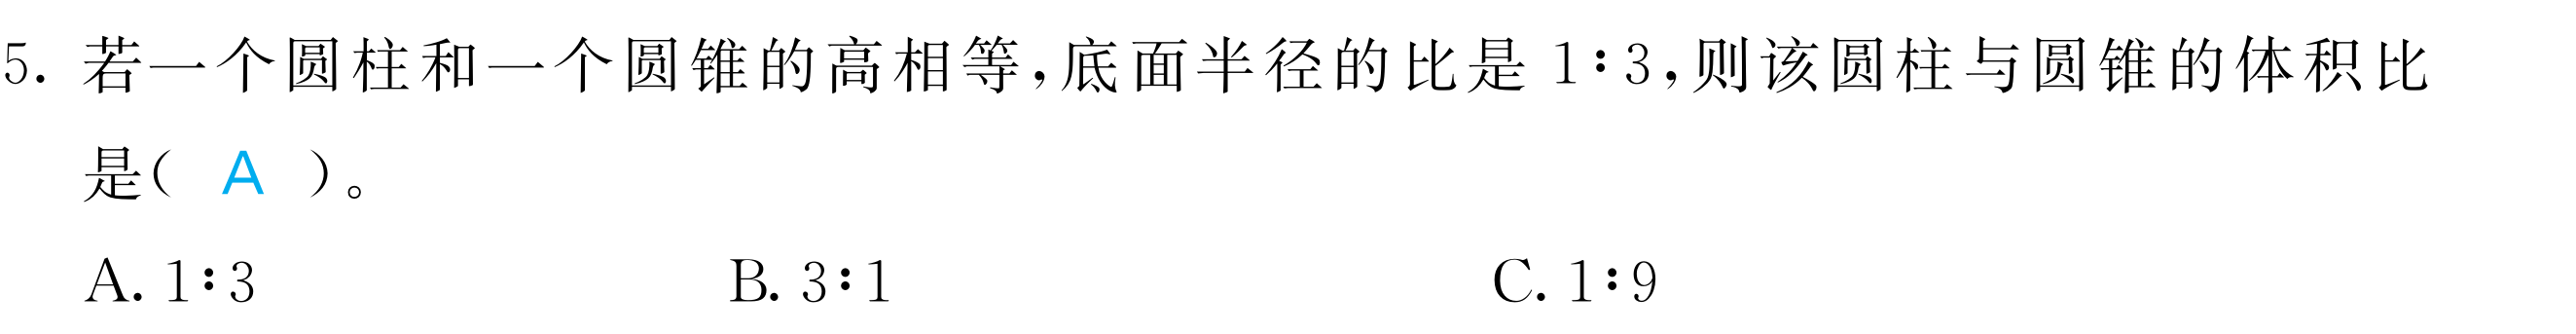 5. 若一个圆柱和一个圆锥的高相等,底面半径的比是 1∶3,则该圆柱与圆锥的体积比
是( A )。
A. 1∶3 B. 3∶1 C. 1∶9